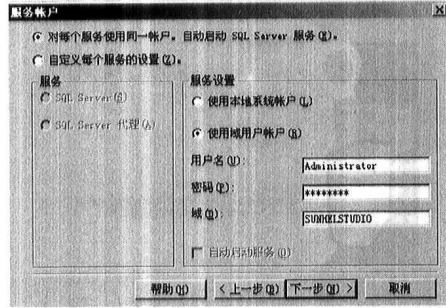 服务帐户
对每个服务使用同一帐户。自动启动 SQL Server 服务(E)。
自定义每个服务的设置(Z)。
服务
SQL Server(S)
SQL Server 代理(A)
服务设置
使用本地系统帐户(L)
使用域用户帐户(R)
用户名(U):
Administrator
密码(P):
********
域(D):
SUNHELSTUDIO
自动启动服务(O)
帮助(H)
<上一步(B)
下一步(N) >
取消